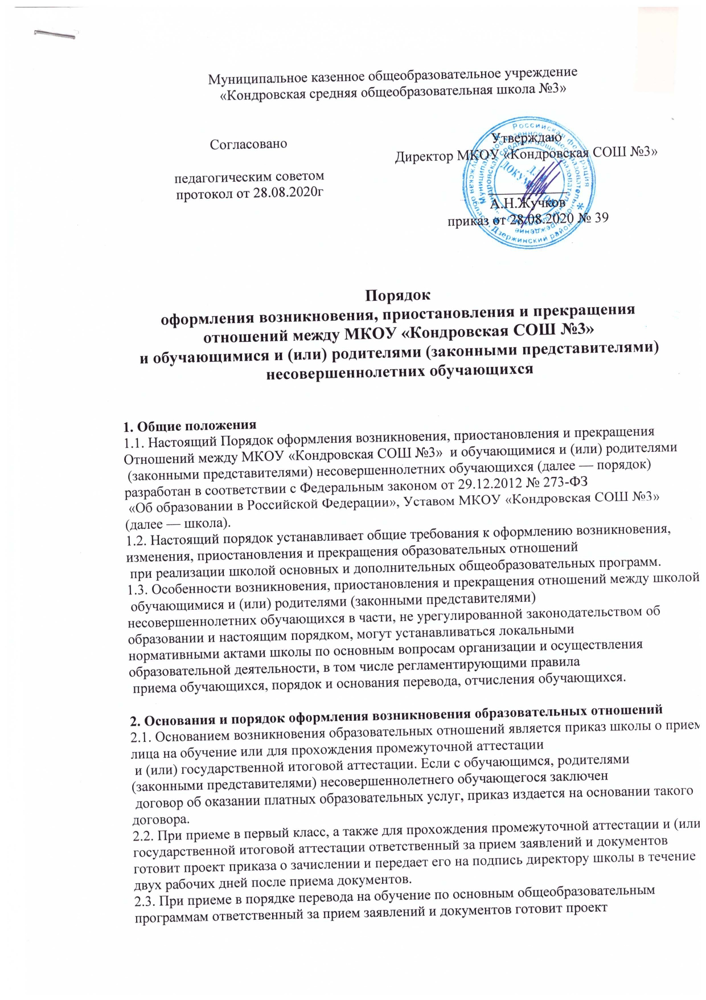 Муниципальное казенное общеобразовательное учреждение
«Кондровская средняя общеобразовательная школа №3»
Согласовано
педагогическим советом
протокол от 28.08.2020г
Утверждаю
Директор МКОУ «Кондровская СОШ №3»
А.Н.Жучков
приказ от 28.08.2020 № 39
Российская Федерация
Дзержинский район
Порядок
оформления возникновения, приостановления и прекращения
отношений между МКОУ «Кондровская СОШ №3»
и обучающимися и (или) родителями (законными представителями)
несовершеннолетних обучающихся
1. Общие положения
1.1. Настоящий Порядок оформления возникновения, приостановления и прекращения
Отношений между МКОУ «Кондровская СОШ №3» и обучающимися и (или) родителями
(законными представителями) несовершеннолетних обучающихся (далее — порядок)
разработан в соответствии с Федеральным законом от 29.12.2012 № 273-ФЗ
«Об образовании в Российской Федерации», Уставом МКОУ «Кондровская СОШ №3»
(далее — школа).
1.2. Настоящий порядок устанавливает общие требования к оформлению возникновения,
изменения, приостановления и прекращения образовательных отношений
при реализации школой основных и дополнительных общеобразовательных программ.
1.3. Особенности возникновения, приостановления и прекращения отношений между школой
обучающимися и (или) родителями (законными представителями)
несовершеннолетних обучающихся в части, не урегулированной законодательством об
образовании и настоящим порядком, могут устанавливаться локальными
нормативными актами школы по основным вопросам организации и осуществления
образовательной деятельности, в том числе регламентирующими правила
приема обучающихся, порядок и основания перевода, отчисления обучающихся.
2. Основания и порядок оформления возникновения образовательных отношений
2.1. Основанием возникновения образовательных отношений является приказ школы о прием
лица на обучение или для прохождения промежуточной аттестации
и (или) государственной итоговой аттестации. Если с обучающимся, родителями
(законными представителями) несовершеннолетнего обучающегося заключен
договор об оказании платных образовательных услуг, приказ издается на основании такого
договора.
2.2. При приеме в первый класс, а также для прохождения промежуточной аттестации и (или
государственной итоговой аттестации ответственный за прием заявлений и документов
готовит проект приказа о зачислении и передает его на подпись директору школы в течение
двух рабочих дней после приема документов.
2.3. При приеме в порядке перевода на обучение по основным общеобразовательным
программам ответственный за прием заявлений и документов готовит проект